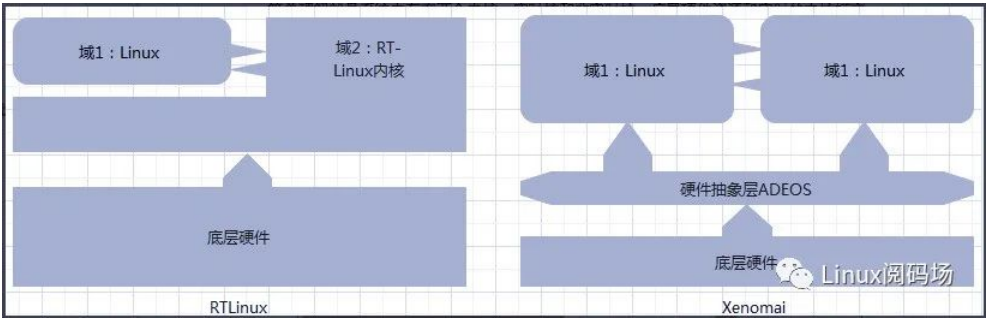 域1：Linux
域2：RT-
Linux内核
底层硬件
RTLinux
域1：Linux
域1：Linux
硬件抽象层ADEOS
底层硬件
Linux阅码场
Xenomai